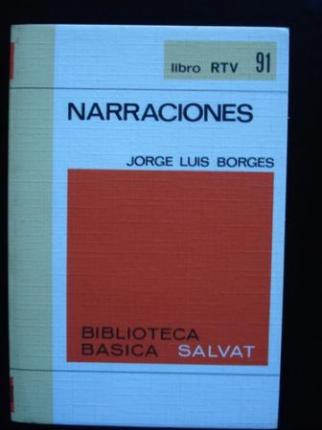 libro RTV 91
NARRACIONES
JORGE LUIS BORGES
BIBLIOTECA
BASICA SALVAT